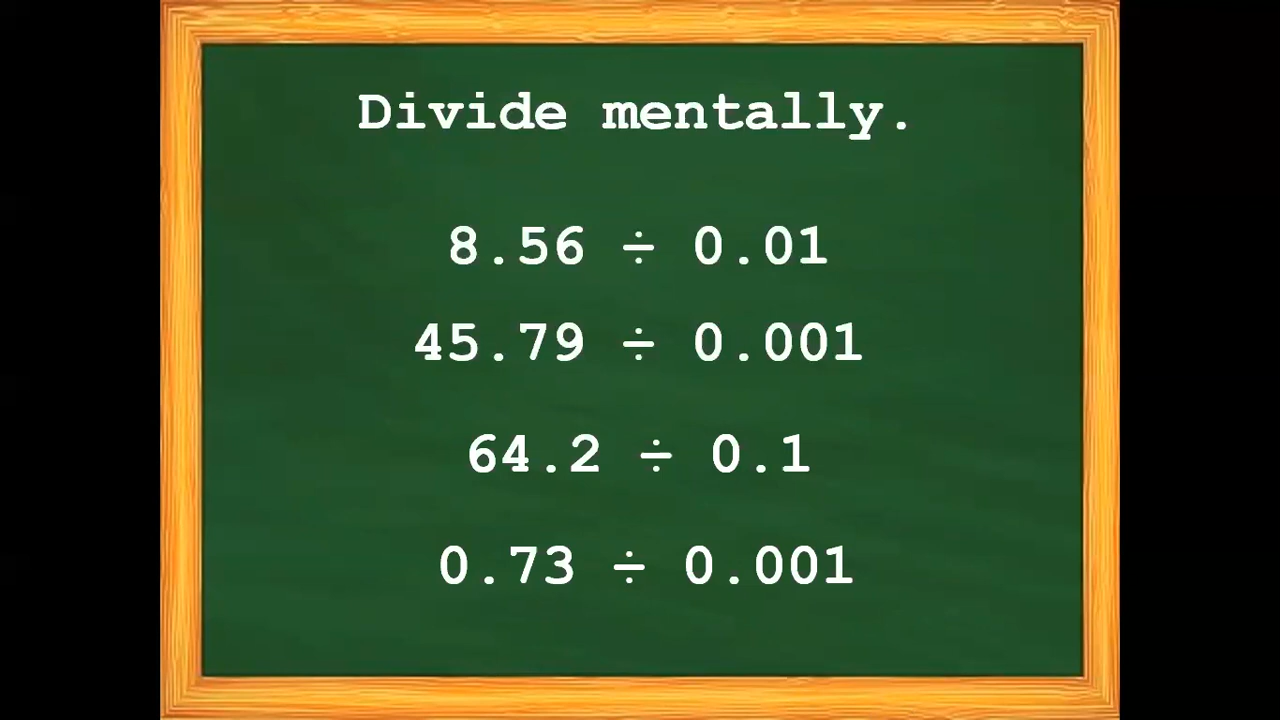 Divide mentally.
8.56 ÷ 0.01
45.79 ÷ 0.001
64.2 ÷ 0.1
0.73 ÷ 0.001